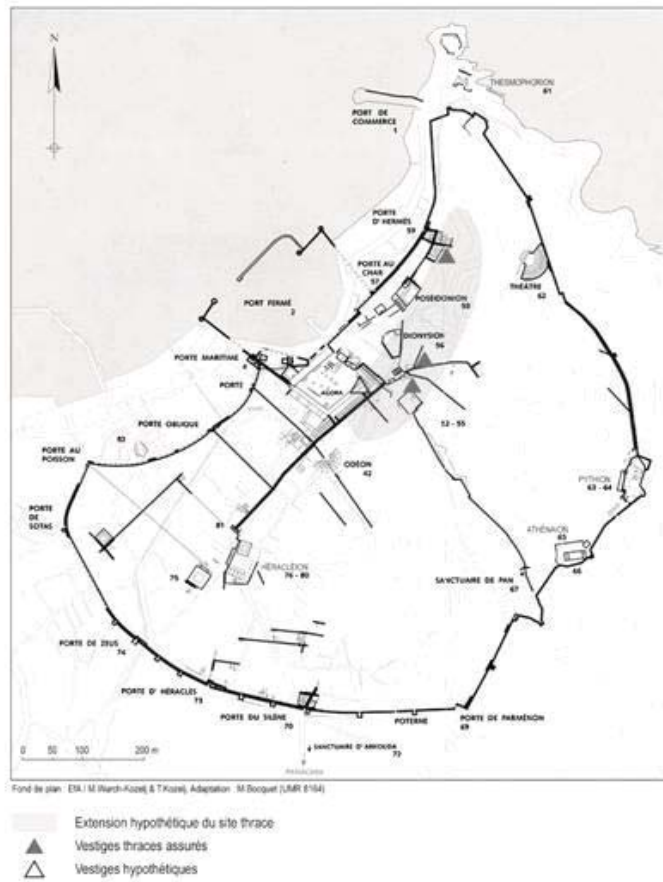 N
THESMOPHORION
61
PORT DE
COMMERCE
1
PORTE
D'HERMÈS
59
PORTE AU
CHAR
57
THÉÂTRE
62
POSEIDONION
50
PORT FERMÉ
2
DIONYSION
56
PORTE MARITIME
PORTE
AGORA
PORTE OBLIQUE
12 - 55
82
PORTE AU
POISSON
ODÉON
42
PYTHION
63 - 64
PORTE
DE
SOTAS
81
ATHÉNAION
65
66
HÉRACLÉION
76 - 80
75
SANCTUAIRE DE PAN
67
PORTE DE ZEUS
74
PORTE D' HÉRACLÈS
73
PORTE DU SILÈNE
70
POTERNE
PORTE DE PARMÉNON
69
SANCTUAIRE D' ARKOUDA
72
0 50 100 200 m
Fond de plan : EfA / M.Wurch-Kozelj & T.Kozelj, Adaptation : M.Bocquet (UMR 8164)
Extension hypothétique du site thrace
Vestiges thraces assurés
Vestiges hypothétiques